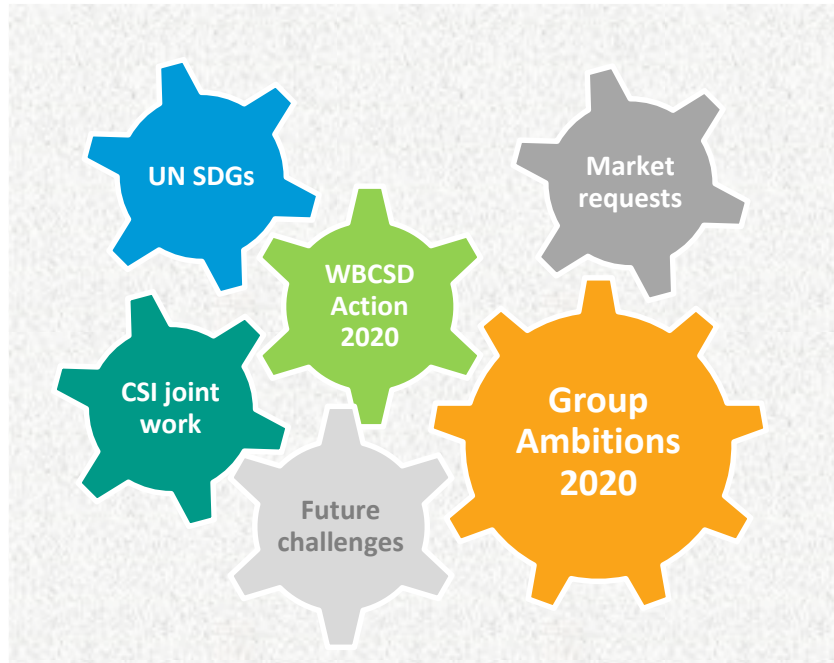 UN SDGs
Market
requests
WBCSD
Action
2020
CSI joint
work
Group
Ambitions
2020
Future
challenges